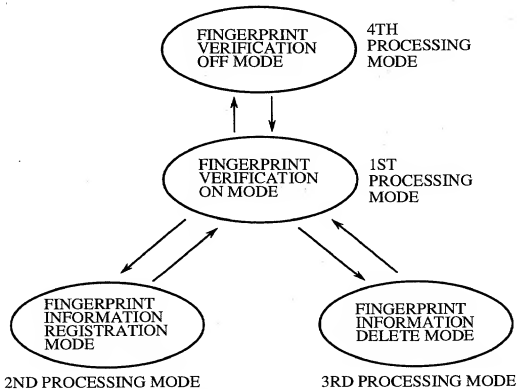 FINGERPRINT
VERIFICATION
OFF MODE
4TH
PROCESSING
MODE
FINGERPRINT
VERIFICATION
ON MODE
1ST
PROCESSING
MODE
FINGERPRINT
INFORMATION
REGISTRATION
MODE
2ND PROCESSING MODE
FINGERPRINT
INFORMATION
DELETE MODE
3RD PROCESSING MODE